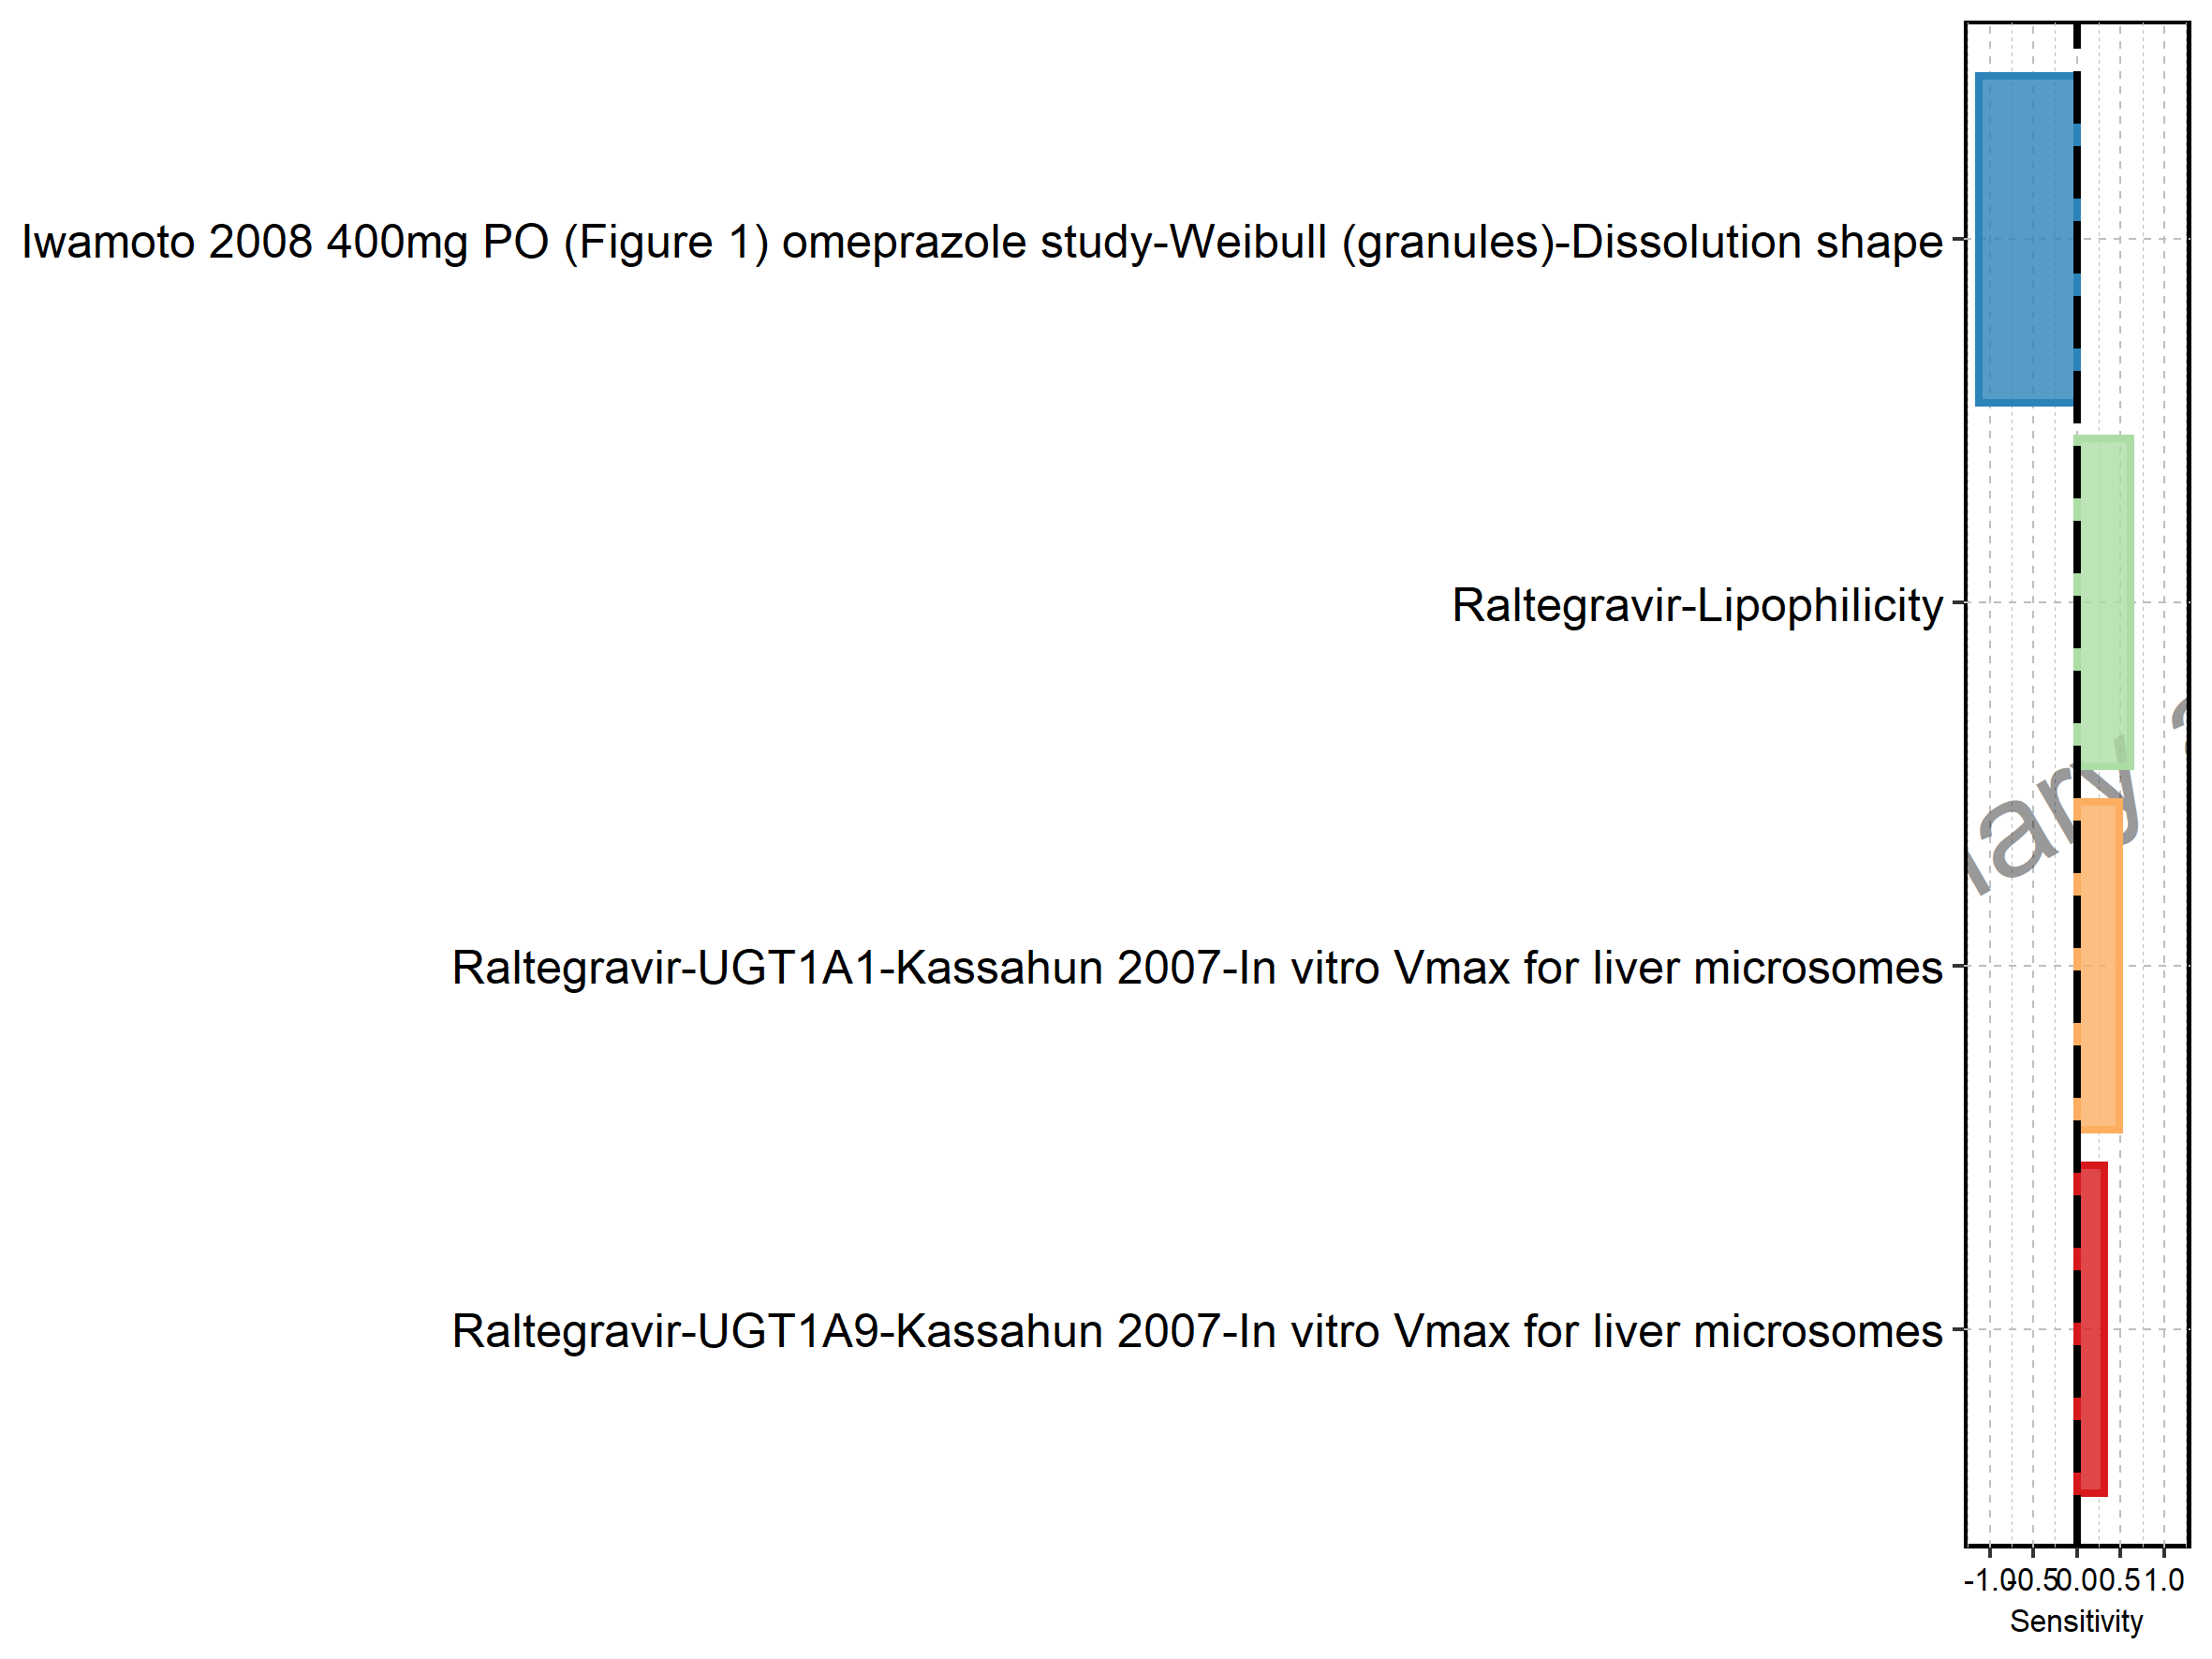 Iwamoto 2008 400mg PO (Figure 1) omeprazole study-Weibull (granules)-Dissolution shape
Raltegravir-Lipophilicity
Raltegravir-UGT1A1-Kassahun 2007-In vitro Vmax for liver microsomes
Raltegravir-UGT1A9-Kassahun 2007-In vitro Vmax for liver microsomes
-1.0 -0.5 0.0 0.5 1.0
Sensitivity